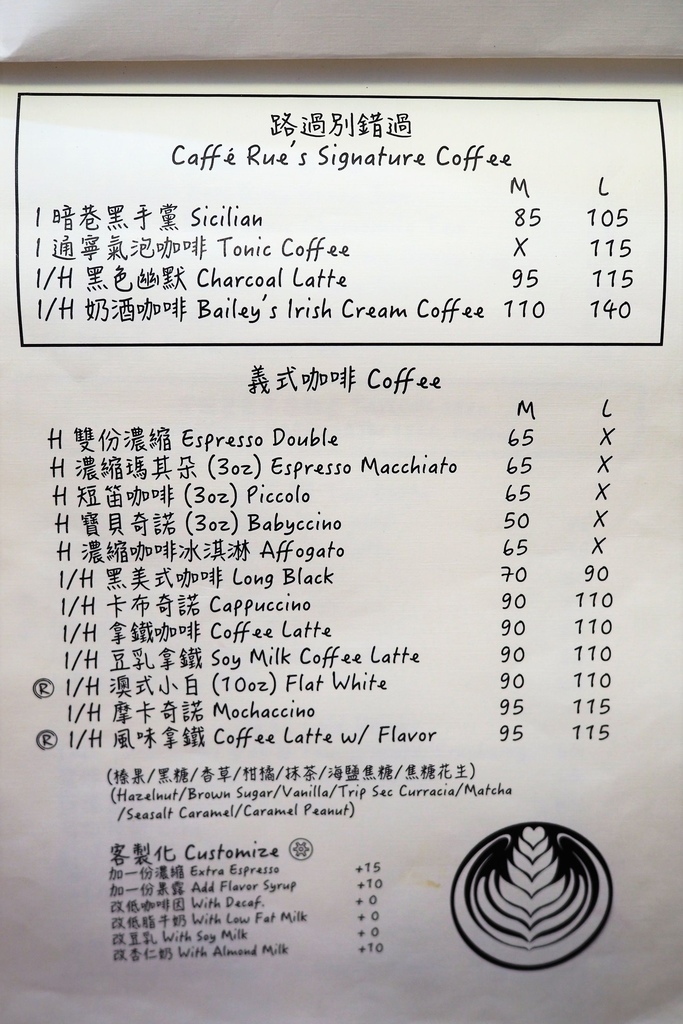 路過別錯過
Caffé Rue's Signature Coffee
M L
I 暗巷黑手黨 Sicilian 85 105
I 通寧氣泡咖啡 Tonic Coffee X 115
I/H 黑色幽默 Charcoal Latte 95 115
I/H 奶酒咖啡 Bailey's Irish Cream Coffee 110 140
義式咖啡 Coffee
M L
H 雙份濃縮 Espresso Double 65 X
H 濃縮瑪其朵 (3oz) Espresso Macchiato 65 X
H 短笛咖啡 (3oz) Piccolo 65 X
H 寶貝奇諾 (3oz) Babyccino 50 X
H 濃縮咖啡冰淇淋 Affogato 65 X
I/H 黑美式咖啡 Long Black 70 90
I/H 卡布奇諾 Cappuccino 90 110
I/H 拿鐵咖啡 Coffee Latte 90 110
I/H 豆乳拿鐵 Soy Milk Coffee Latte 90 110
Ⓡ I/H 澳式小白 (10oz) Flat White 90 110
I/H 摩卡奇諾 Mochaccino 95 115
Ⓡ I/H 風味拿鐵 Coffee Latte w/ Flavor 95 115
(榛果/黑糖/香草/柑橘/抹茶/海鹽焦糖/焦糖花生)
(Hazelnut/Brown Sugar/Vanilla/Trip Sec Curracia/Matcha
/Seasalt Caramel/Caramel Peanut)
客製化 Customize
加一份濃縮 Extra Espresso +15
加一份果露 Add Flavor Syrup +10
改低咖啡因 With Decaf. + 0
改低脂牛奶 With Low Fat Milk + 0
改豆乳 With Soy Milk + 0
改杏仁奶 With Almond Milk +10